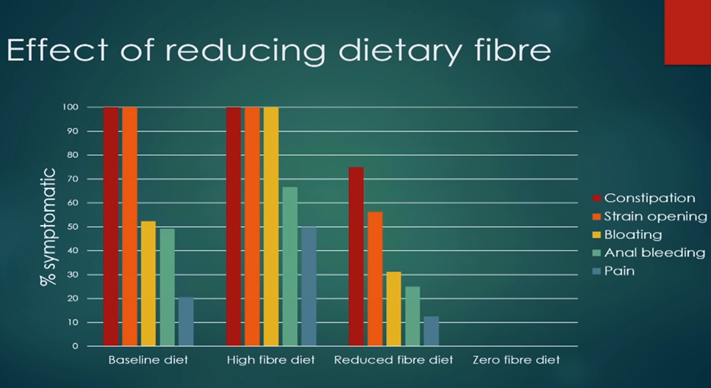 Effect of reducing dietary fibre
% symptomatic
100
90
80
70
60
50
40
30
20
10
0
Baseline diet
High fibre diet
Reduced fibre diet
Zero fibre diet
Constipation
Strain opening
Bloating
Anal bleeding
Pain